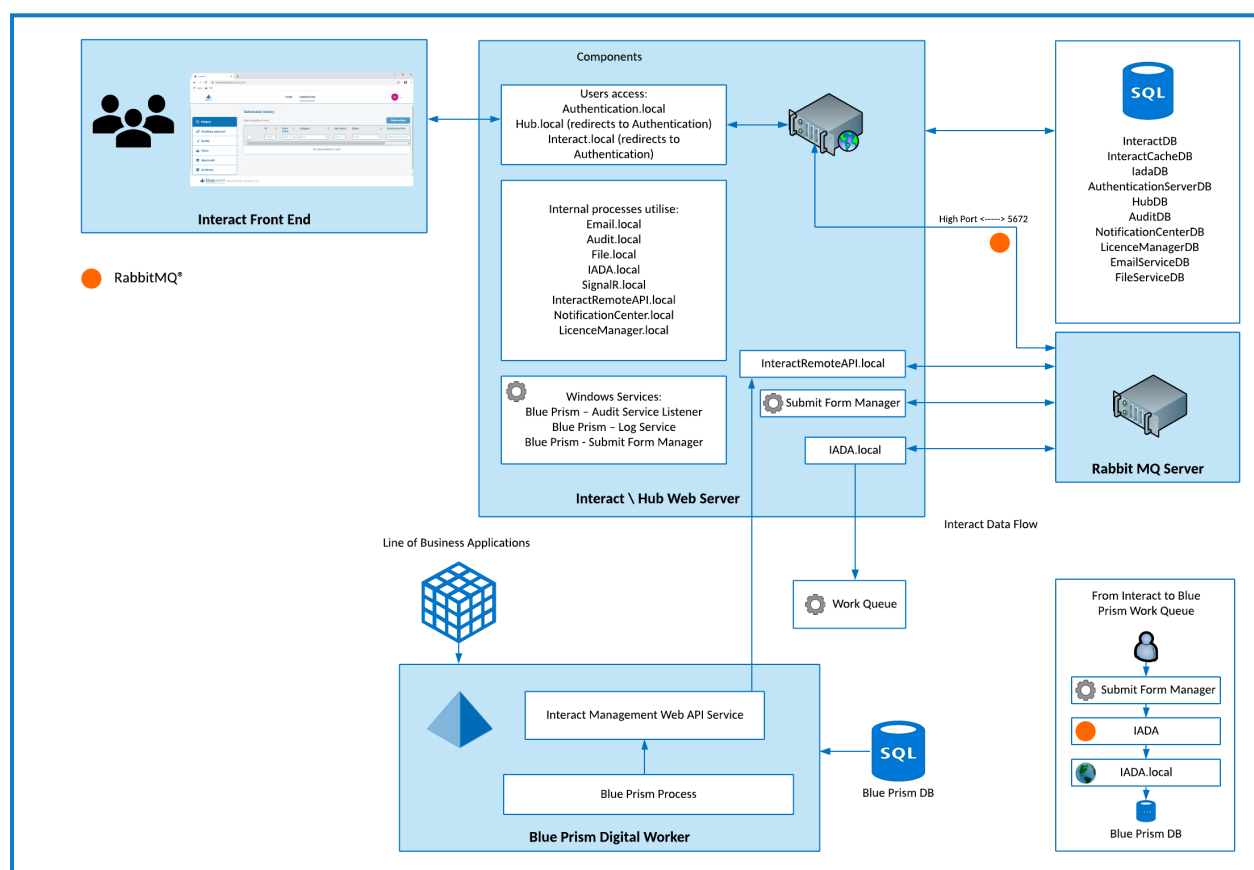 Components
Users access:
Authentication.local
Hub.local (redirects to Authentication)
Interact.local (redirects to
Authentication)
Interact Front End
RabbitMQ®
Internal processes utilise:
Email.local
Audit.local
File.local
IADA.local
SignalR.local
InteractRemoteAPI.local
NotificationCenter.local
LicenceManager.local
Windows Services:
Blue Prism – Audit Service Listener
Blue Prism – Log Service
Blue Prism - Submit Form Manager
InteractRemoteAPI.local
Submit Form Manager
IADA.local
Interact \ Hub Web Server
High Port <-----> 5672
SQL
InteractDB
InteractCacheDB
IadaDB
AuthenticationServerDB
HubDB
AuditDB
NotificationCenterDB
LicenceManagerDB
EmailServiceDB
FileServiceDB
Rabbit MQ Server
Interact Data Flow
Line of Business Applications
Work Queue
Interact Management Web API Service
Blue Prism Process
Blue Prism Digital Worker
SQL
Blue Prism DB
From Interact to Blue
Prism Work Queue
Submit Form Manager
IADA
IADA.local
Blue Prism DB